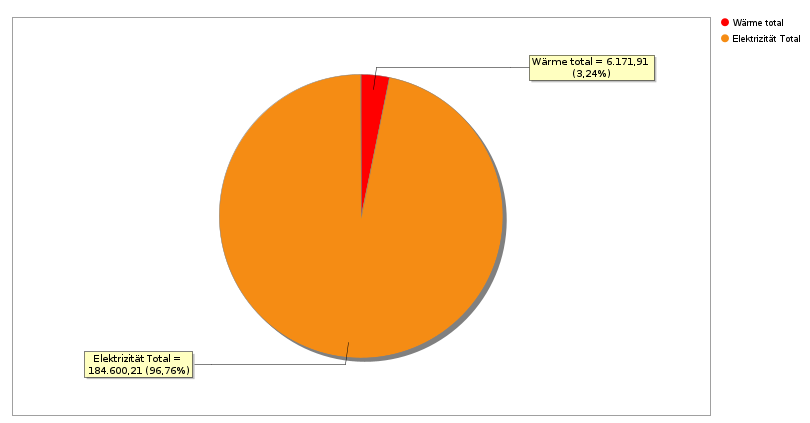 Wärme total
Elektrizität Total
Wärme total = 6.171,91
(3,24%)
Elektrizität Total =
184.600,21 (96,76%)